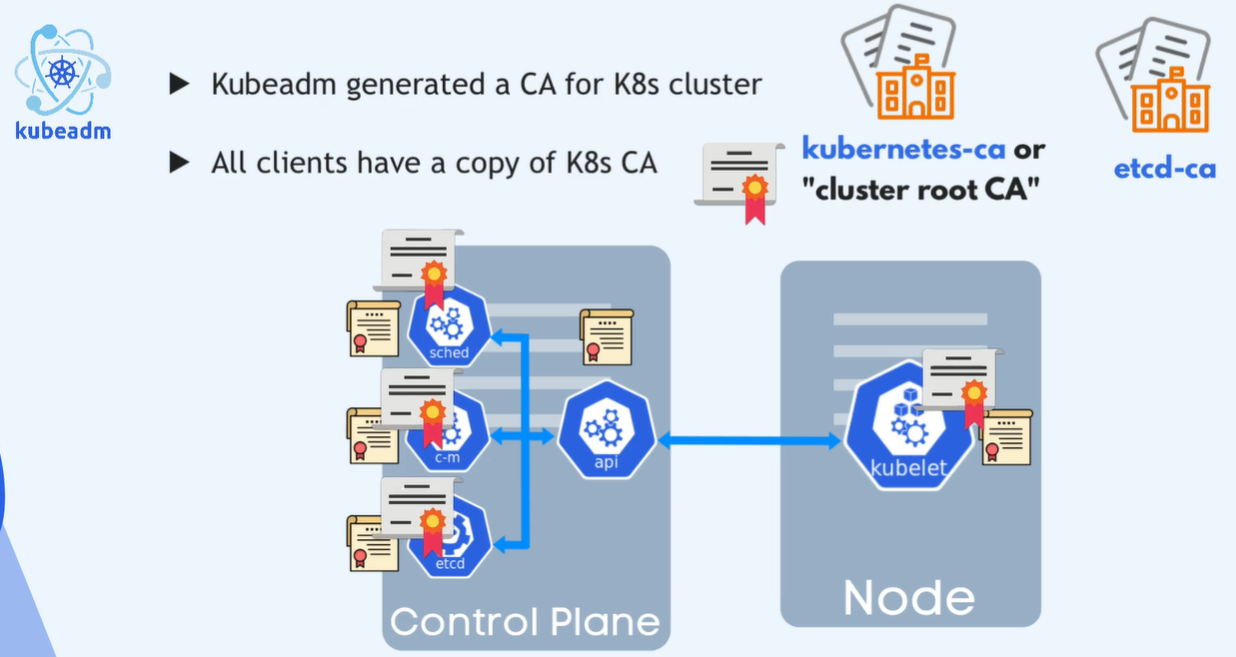 kubeadm
Kubeadm generated a CA for K8s cluster
All clients have a copy of K8s CA
kubernetes-ca or
"cluster root CA"
etcd-ca
sched
c-m
api
etcd
kubelet
Control Plane
Node